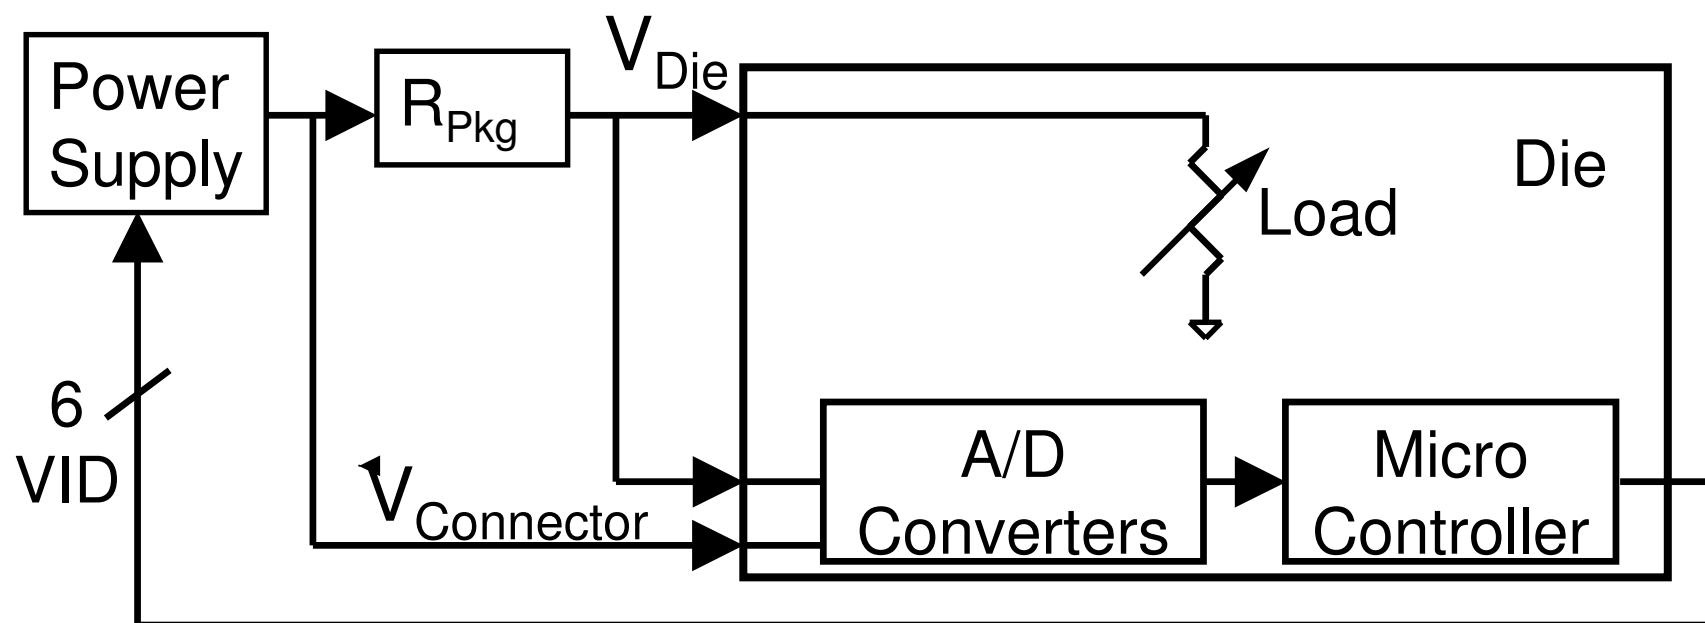 Power
Supply
R_Pkg
V_Die
Die
Load
6
VID
V_Connector
A/D
Converters
Micro
Controller